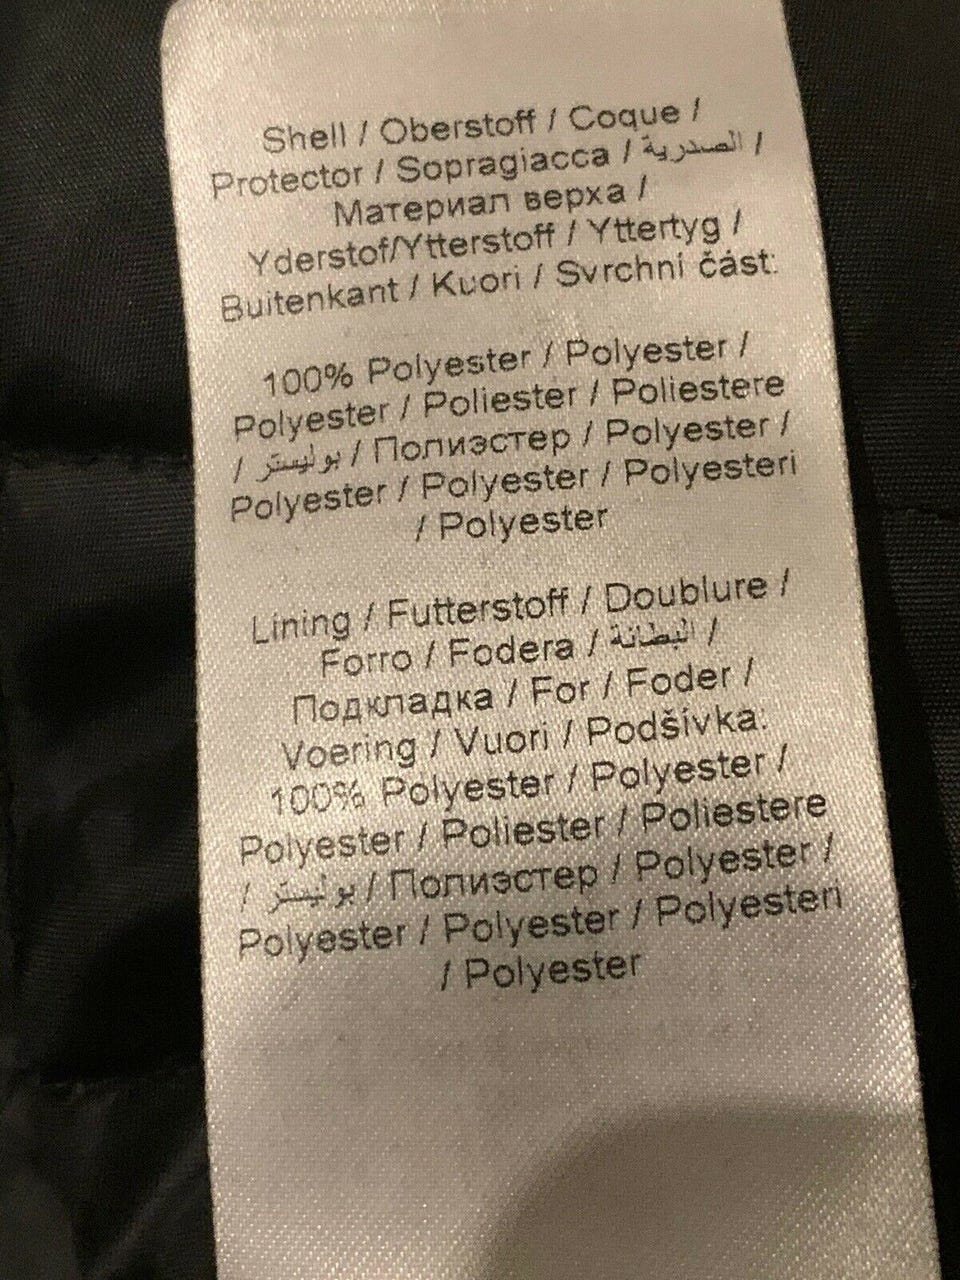 Shell / Oberstoff / Coque /
Protector / Sopragiacca / الصدرية /
Материал верха /
Yderstof/Ytterstoff / Yttertyg /
Buitenkant / Kuori / Svrchní část:
100% Polyester / Polyester /
Polyester / Poliester / Poliestere
/ بوليستر / Полиэстер / Polyester /
Polyester / Polyester / Polyesteri
/ Polyester
Lining / Futterstoff / Doublure /
Forro / Fodera / البطانة /
Подкладка / For / Foder /
Voering / Vuori / Podšívka:
100% Polyester / Polyester /
Polyester / Poliester / Poliestere
/ بوليستر / Полиэстер / Polyester /
Polyester / Polyester / Polyesteri
/ Polyester